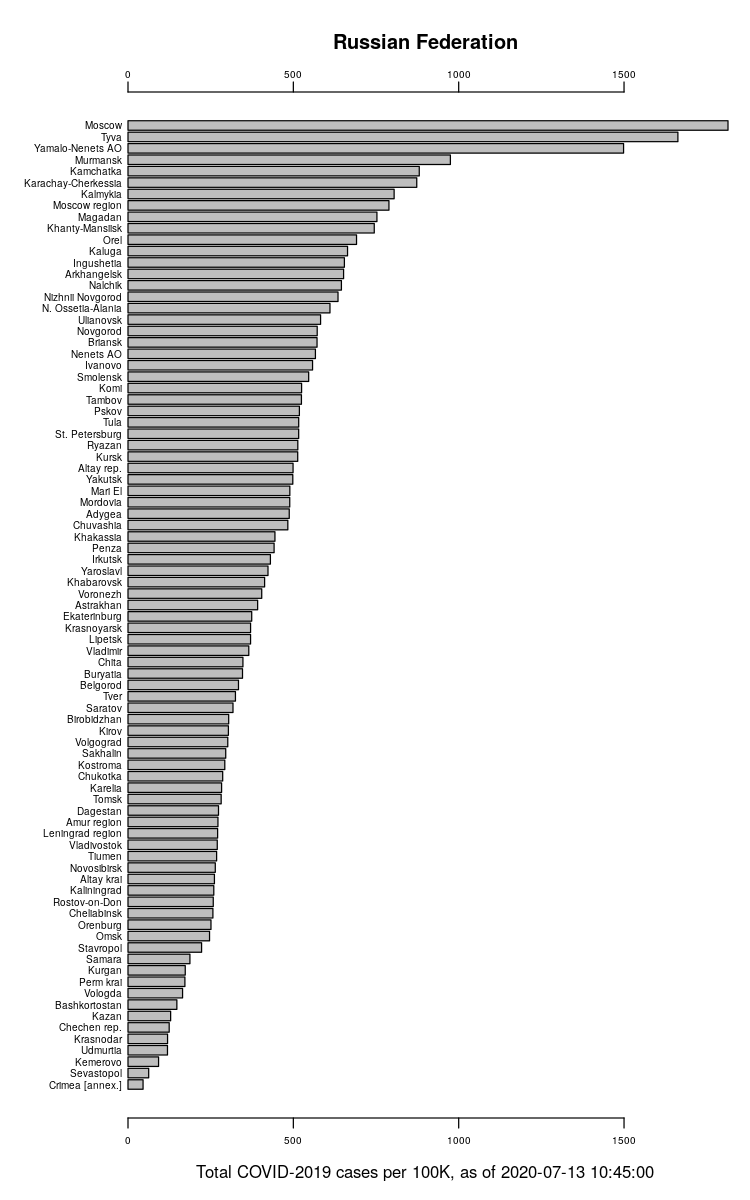 Russian Federation
0 500 1000 1500
Moscow
Tyva
Yamalo-Nenets AO
Murmansk
Kamchatka
Karachay-Cherkessia
Kalmykia
Moscow region
Magadan
Khanty-Mansiisk
Orel
Kaluga
Ingushetia
Arkhangelsk
Nalchik
Nizhnii Novgorod
N. Ossetia-Alania
Ulianovsk
Novgorod
Briansk
Nenets AO
Ivanovo
Smolensk
Komi
Tambov
Pskov
Tula
St. Petersburg
Ryazan
Kursk
Altay rep.
Yakutsk
Mari El
Mordovia
Adygea
Chuvashia
Khakassia
Penza
Irkutsk
Yaroslavl
Khabarovsk
Voronezh
Astrakhan
Ekaterinburg
Krasnoyarsk
Lipetsk
Vladimir
Chita
Buryatia
Belgorod
Tver
Saratov
Birobidzhan
Kirov
Volgograd
Sakhalin
Kostroma
Chukotka
Karelia
Tomsk
Dagestan
Amur region
Leningrad region
Vladivostok
Tiumen
Novosibirsk
Altay krai
Kaliningrad
Rostov-on-Don
Cheliabinsk
Orenburg
Omsk
Stavropol
Samara
Kurgan
Perm krai
Vologda
Bashkortostan
Kazan
Chechen rep.
Krasnodar
Udmurtia
Kemerovo
Sevastopol
Crimea [annex.]
0 500 1000 1500
Total COVID-2019 cases per 100K, as of 2020-07-13 10:45:00